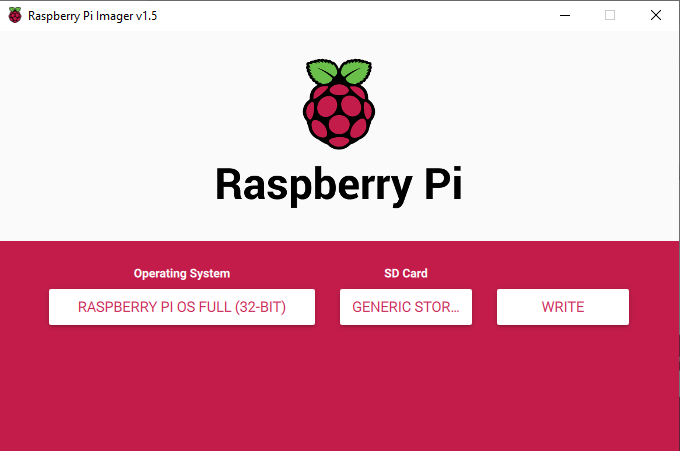 Raspberry Pi Imager v1.5
Raspberry Pi
Operating System
SD Card
RASPBERRY PI OS FULL (32-BIT)
GENERIC STOR...
WRITE